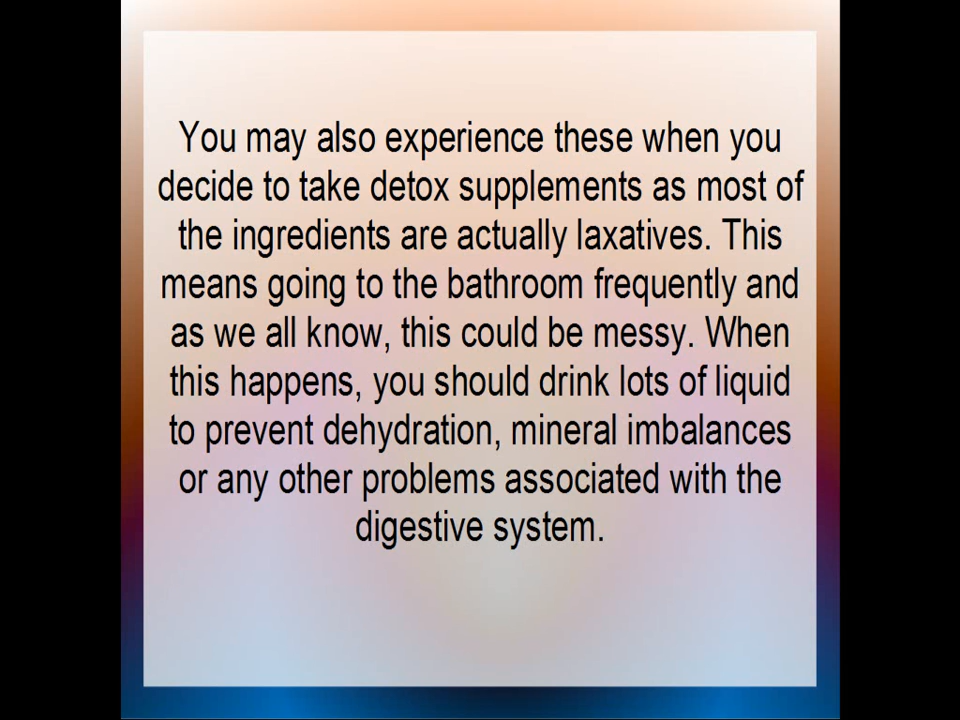 You may also experience these when you
decide to take detox supplements as most of
the ingredients are actually laxatives. This
means going to the bathroom frequently and
as we all know, this could be messy. When
this happens, you should drink lots of liquid
to prevent dehydration, mineral imbalances
or any other problems associated with the
digestive system.